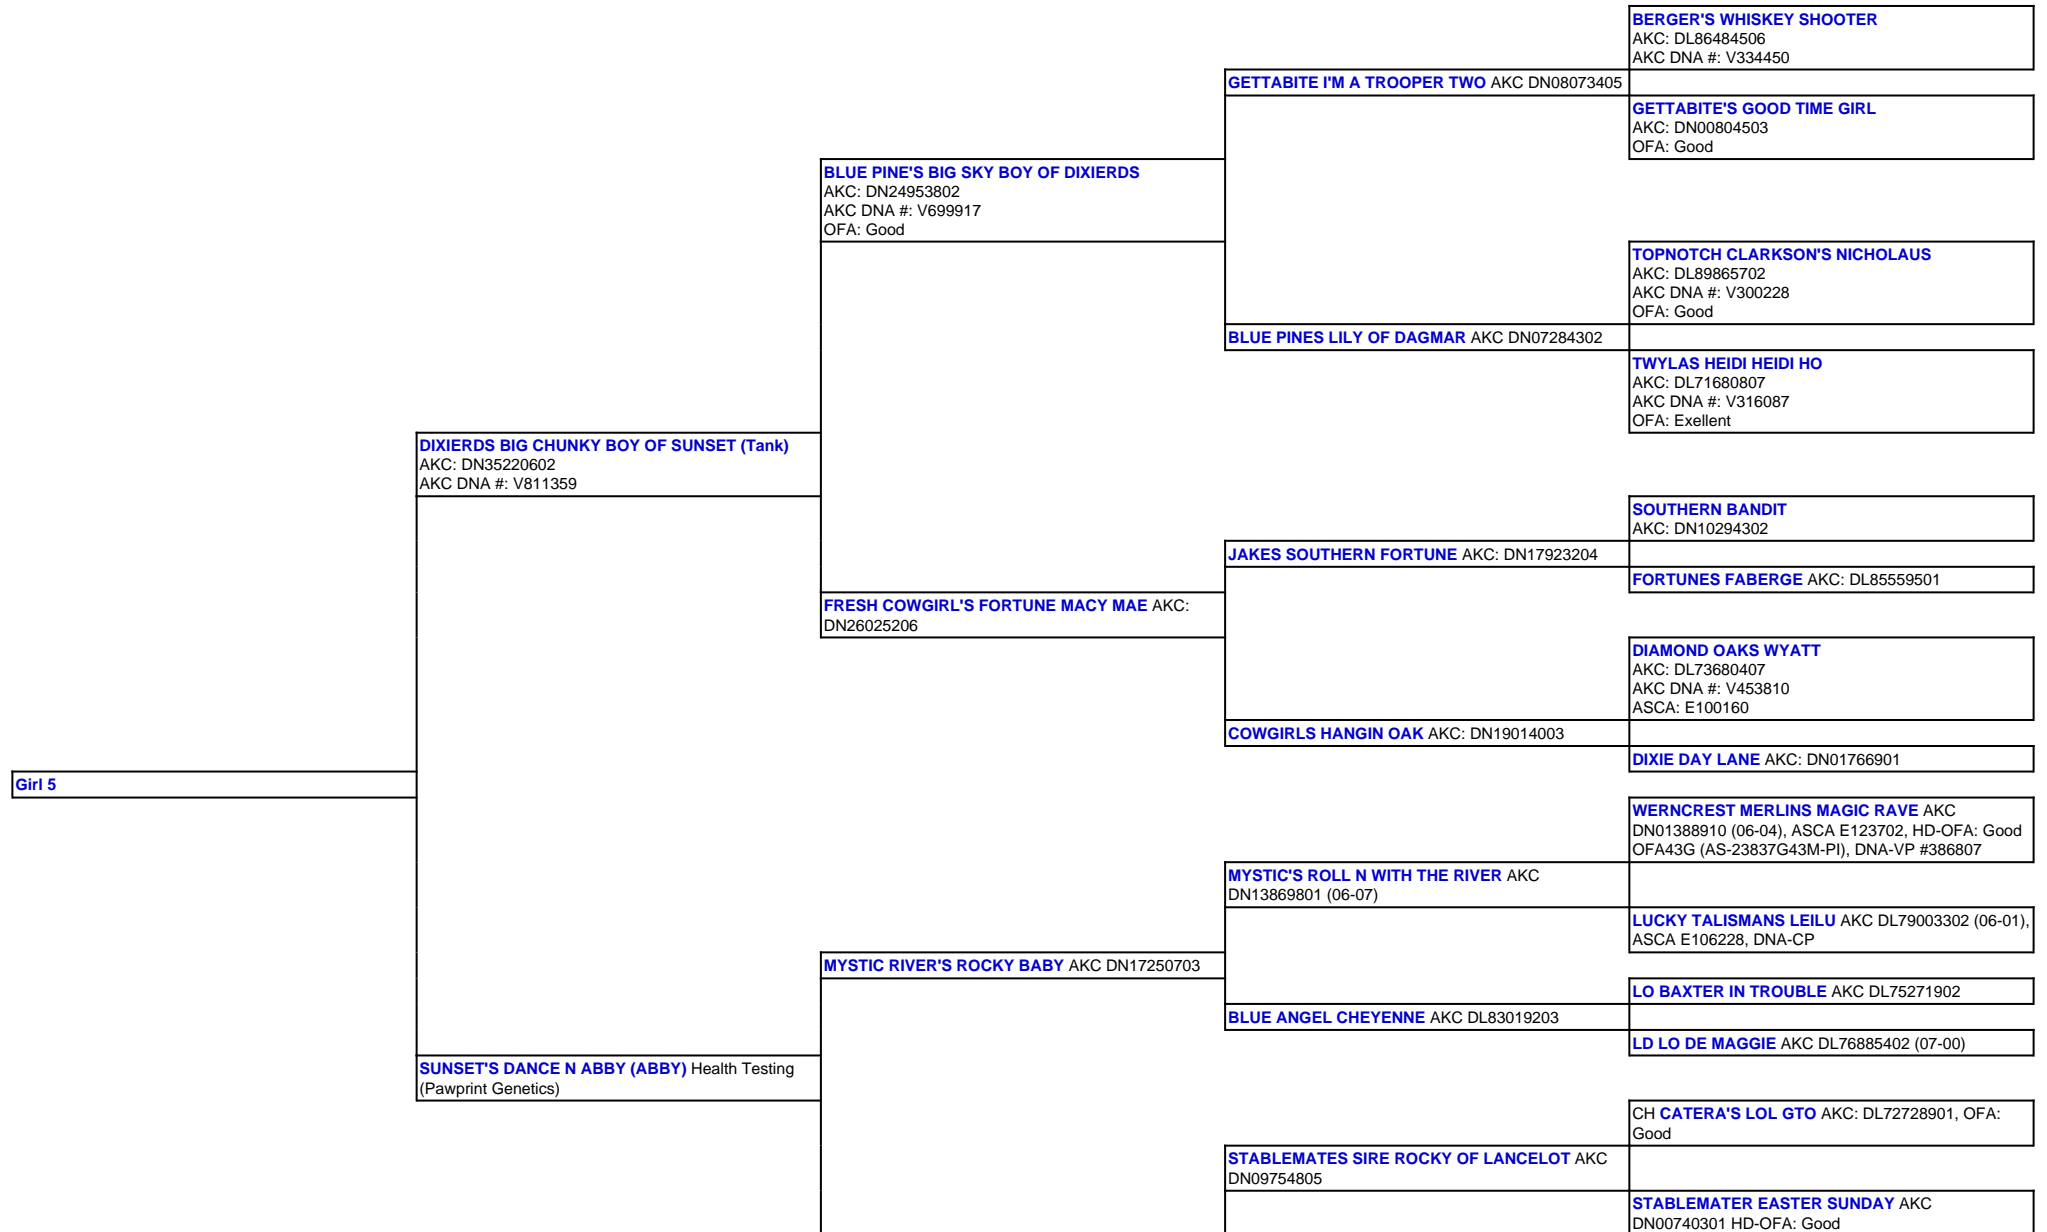 BERGER'S WHISKEY SHOOTER
AKC: DL86484506
AKC DNA #: V334450
GETTABITE I'M A TROOPER TWO AKC DN08073405
GETTABITE'S GOOD TIME GIRL
AKC: DN00804503
OFA: Good
BLUE PINE'S BIG SKY BOY OF DIXIERDS
AKC: DN24953802
AKC DNA #: V699917
OFA: Good
TOPNOTCH CLARKSON'S NICHOLAUS
AKC: DL89865702
AKC DNA #: V300228
OFA: Good
BLUE PINES LILY OF DAGMAR AKC DN07284302
TWYLAS HEIDI HEIDI HO
AKC: DL71680807
AKC DNA #: V316087
OFA: Exellent
DIXIERDS BIG CHUNKY BOY OF SUNSET (Tank)
AKC: DN35220602
AKC DNA #: V811359
SOUTHERN BANDIT
AKC: DN10294302
JAKES SOUTHERN FORTUNE AKC: DN17923204
FORTUNES FABERGE AKC: DL85559501
FRESH COWGIRL'S FORTUNE MACY MAE AKC:
DN26025206
DIAMOND OAKS WYATT
AKC: DL73680407
AKC DNA #: V453810
ASCA: E100160
COWGIRLS HANGIN OAK AKC: DN19014003
DIXIE DAY LANE AKC: DN01766901
Girl 5
WERNCREST MERLINS MAGIC RAVE AKC
DN01388910 (06-04), ASCA E123702, HD-OFA: Good
OFA43G (AS-23837G43M-PI), DNA-VP #386807
MYSTIC'S ROLL N WITH THE RIVER AKC
DN13869801 (06-07)
LUCKY TALISMANS LEILU AKC DL79003302 (06-01),
ASCA E106228, DNA-CP
MYSTIC RIVER'S ROCKY BABY AKC DN17250703
LO BAXTER IN TROUBLE AKC DL75271902
BLUE ANGEL CHEYENNE AKC DL83019203
LD LO DE MAGGIE AKC DL76885402 (07-00)
SUNSET'S DANCE N ABBY (ABBY) Health Testing
(Pawprint Genetics)
CH CATERA'S LOL GTO AKC: DL72728901, OFA:
Good
STABLEMATES SIRE ROCKY OF LANCELOT AKC
DN09754805
STABLEMATER EASTER SUNDAY AKC
DN00740301 HD-OFA: Good